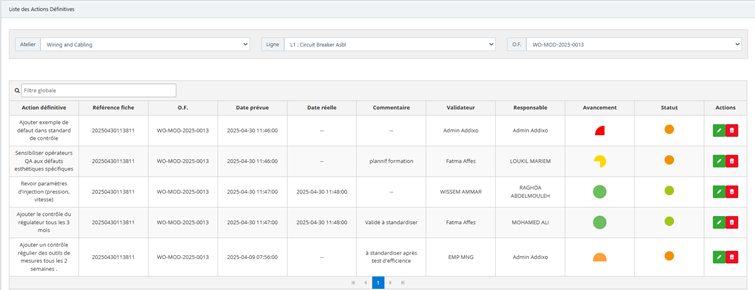 Liste des Actions Définitives
Atelier Wiring and Cabling Ligne L1 : Circuit Breaker Asbl O.F. WO-MOD-2025-0013
Filtre globale
Action définitive Référence fiche O.F. Date prévue Date réelle Commentaire Validateur Responsable Avancement Statut Actions
Ajouter exemple de
défaut dans standard
de contrôle
20250430113811 WO-MOD-2025-0013 2025-04-30 11:46:00 -- -- Admin Addixo Admin Addixo
Sensibiliser opérateurs
QA aux défauts
esthétiques spécifiques
20250430113811 WO-MOD-2025-0013 2025-04-30 11:46:00 -- plannif formation Fatma Affes LOUKIL MARIEM
Revoir paramètres
d'injection (pression,
vitesse)
20250430113811 WO-MOD-2025-0013 2025-04-30 11:47:00 2025-04-30 11:48:00 -- WISSEM AMMAR RAGHDA
ABDELMOULEH
Ajouter le contrôle du
régulateur tous les 3
mois
20250430113811 WO-MOD-2025-0013 2025-04-30 11:47:00 2025-04-30 11:48:00 Validé à standardiser Fatma Affes MOHAMED ALI
Ajouter un contrôle
régulier des outils de
mesures tous les 2
semaines .
20250430113811 WO-MOD-2025-0013 2025-04-09 07:56:00 -- à standardiser après
test d'efficience
EMP MNG Admin Addixo
1